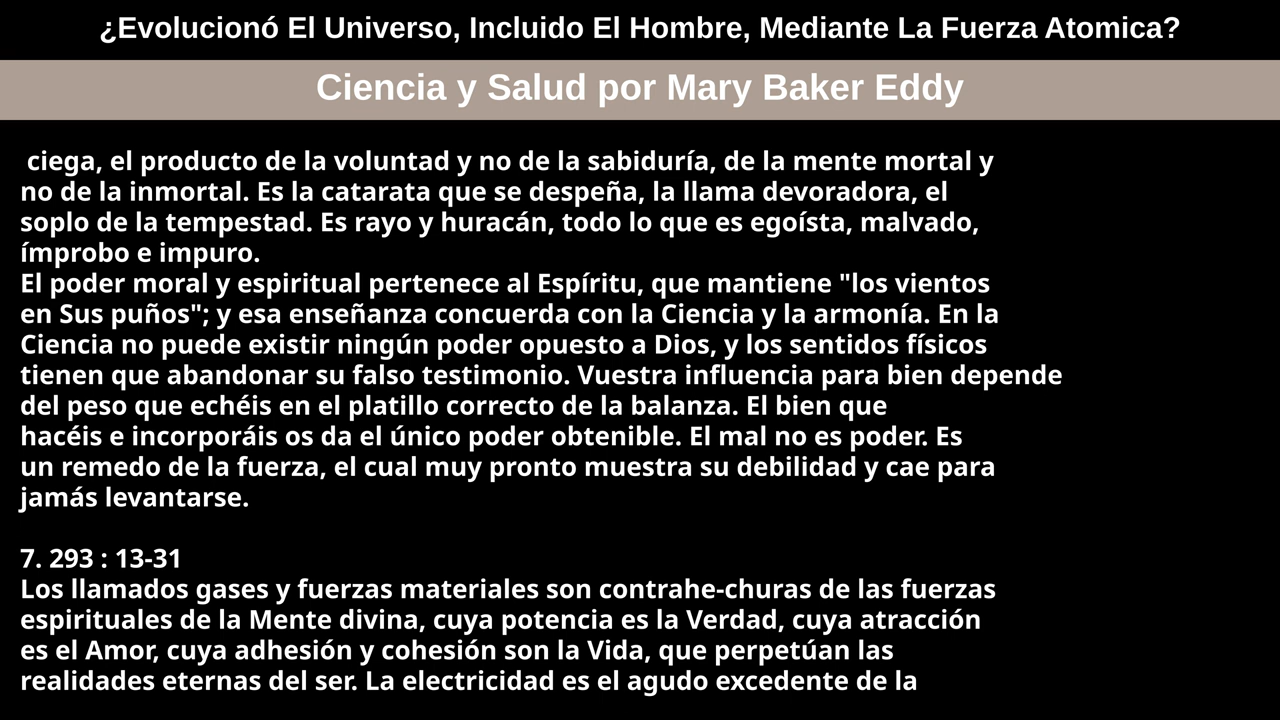 ¿Evolucionó El Universo, Incluido El Hombre, Mediante La Fuerza Atomica?
Ciencia y Salud por Mary Baker Eddy
ciega, el producto de la voluntad y no de la sabiduría, de la mente mortal y
no de la inmortal. Es la catarata que se despeña, la llama devoradora, el
soplo de la tempestad. Es rayo y huracán, todo lo que es egoísta, malvado,
ímprobo e impuro.
El poder moral y espiritual pertenece al Espíritu, que mantiene "los vientos
en Sus puños"; y esa enseñanza concuerda con la Ciencia y la armonía. En la
Ciencia no puede existir ningún poder opuesto a Dios, y los sentidos físicos
tienen que abandonar su falso testimonio. Vuestra influencia para bien depende
del peso que echéis en el platillo correcto de la balanza. El bien que
hacéis e incorporáis os da el único poder obtenible. El mal no es poder. Es
un remedo de la fuerza, el cual muy pronto muestra su debilidad y cae para
jamás levantarse.
7. 293 : 13-31
Los llamados gases y fuerzas materiales son contrahe-churas de las fuerzas
espirituales de la Mente divina, cuya potencia es la Verdad, cuya atracción
es el Amor, cuya adhesión y cohesión son la Vida, que perpetúan las
realidades eternas del ser. La electricidad es el agudo excedente de la